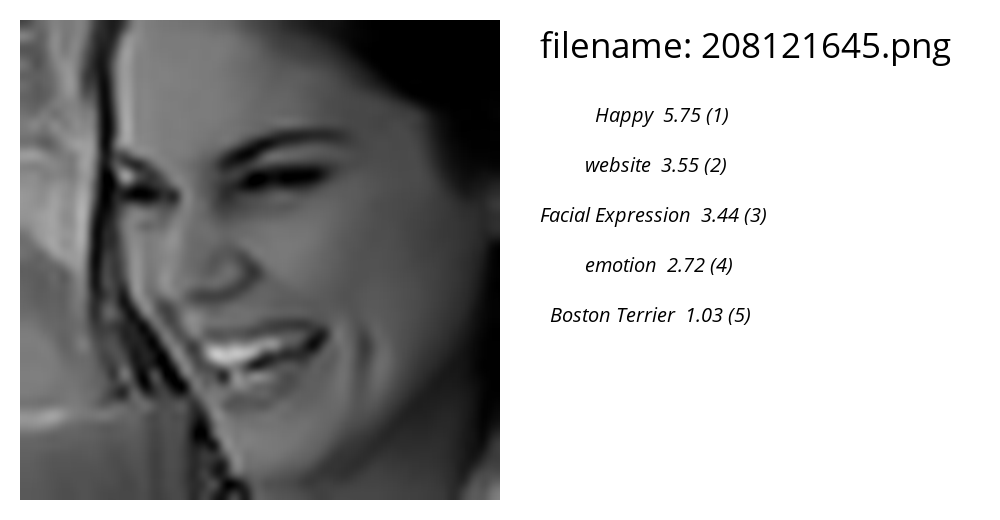 filename: 208121645.png
Happy 5.75 (1)
website 3.55 (2)
Facial Expression 3.44 (3)
emotion 2.72 (4)
Boston Terrier 1.03 (5)